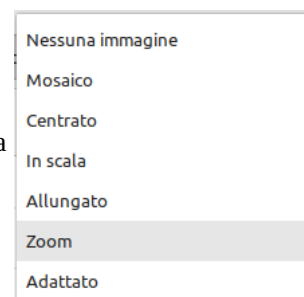 Nessuna immagine
Mosaico
Centrato
a
In scala
Allungato
Zoom
Adattato